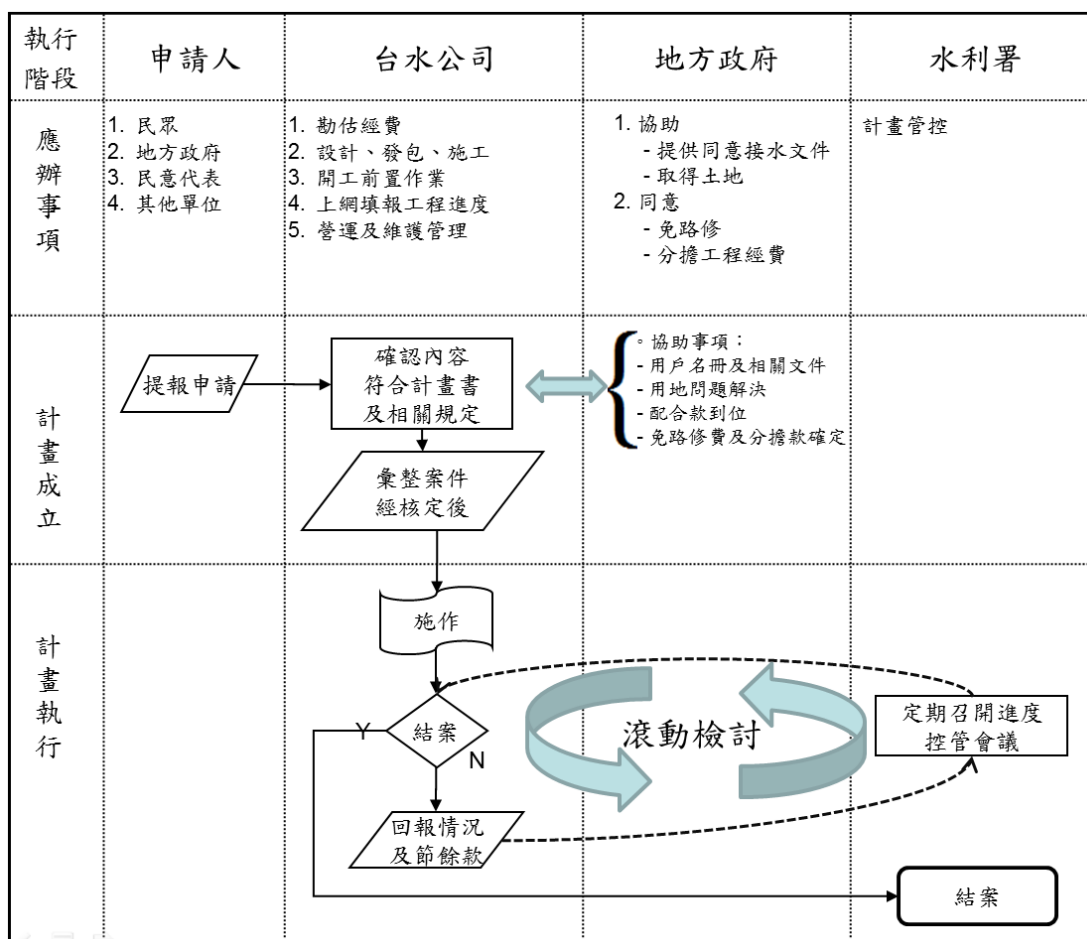 執行
階段
申請人
台水公司
地方政府
水利署
應
辦
事
項
1. 民眾
2. 地方政府
3. 民意代表
4. 其他單位
1. 勘估經費
2. 設計、發包、施工
3. 開工前置作業
4. 上網填報工程進度
5. 營運及維護管理
1. 協助
- 提供同意接水文件
- 取得土地
2. 同意
- 免路修
- 分擔工程經費
計畫管控
計
畫
成
立
提報申請
確認內容
符合計畫書
及相關規定
。協助事項：
- 用戶名冊及相關文件
- 用地問題解決
- 配合款到位
- 免路修費及分擔款確定
彙整案件
經核定後
計
畫
執
行
施作
結案
Y
N
滾動檢討
定期召開進度
控管會議
回報情況
及節餘款
結案